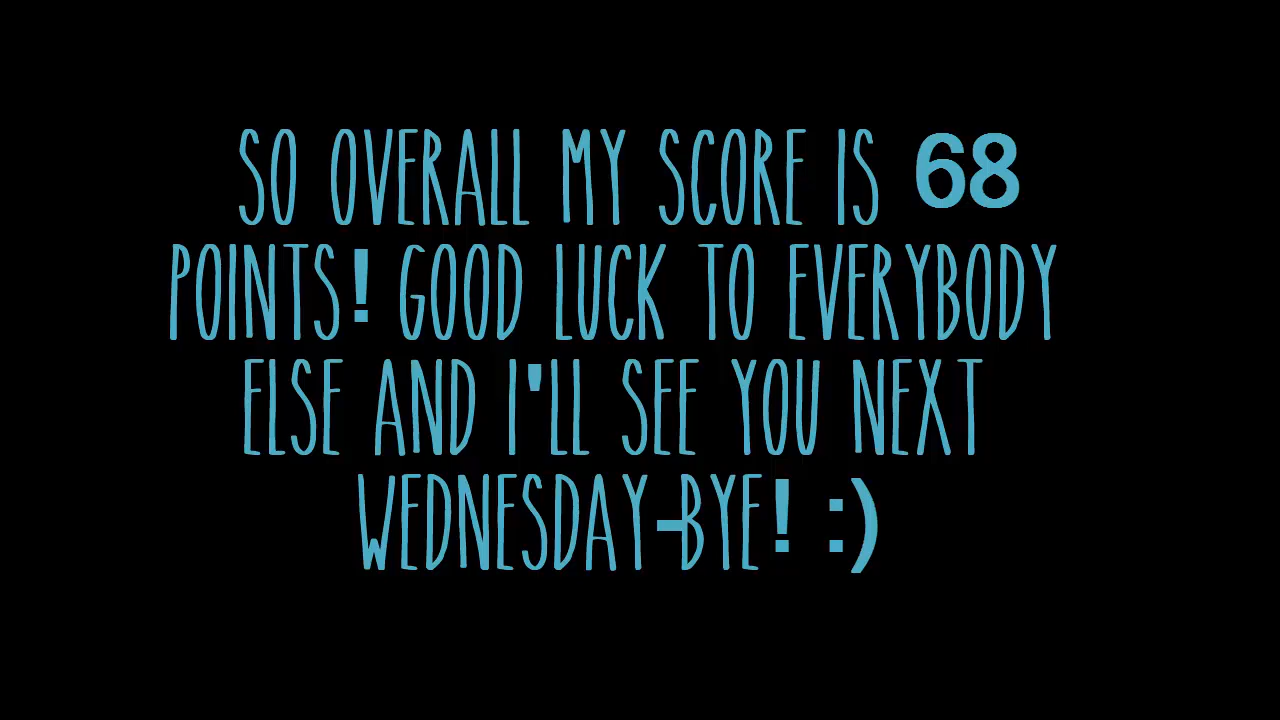 SO OVERALL MY SCORE IS 68
POINTS! GOOD LUCK TO EVERYBODY
ELSE AND I'LL SEE YOU NEXT
WEDNESDAY-BYE! :)